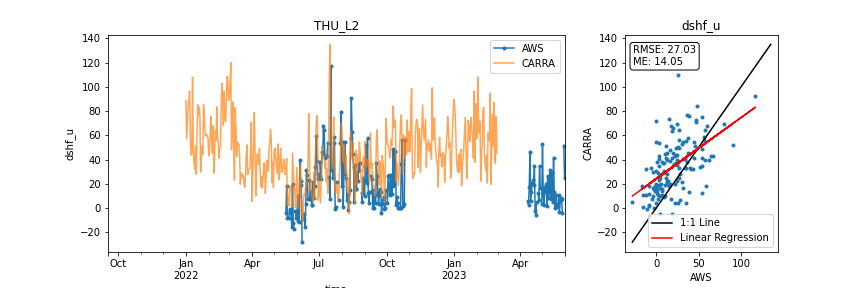 THU_L2
dshf_u
140
120
100
80
60
40
20
0
−20
dshf_u
AWS
CARRA
Oct
Jan
2022
Apr
Jul
Oct
Jan
2023
Apr
140
120
100
80
60
40
20
0
−20
CARRA
RMSE: 27.03
ME: 14.05
1:1 Line
Linear Regression
0
50
100
AWS